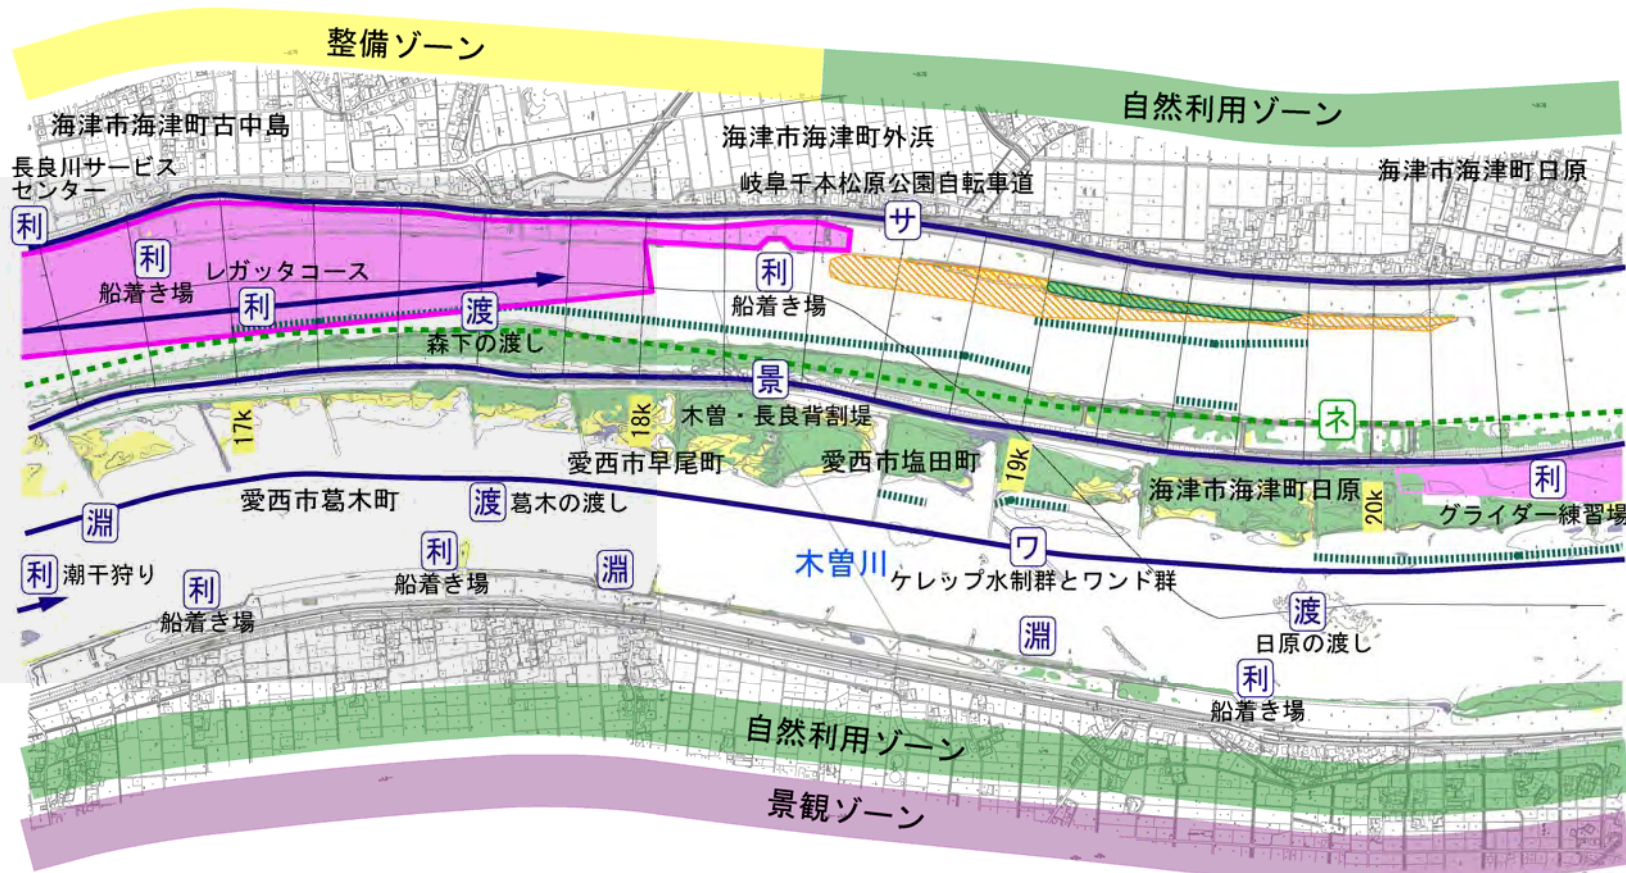 整備ゾーン
自然利用ゾーン
海津市海津町古中島
海津市海津町外浜
海津市海津町日原
長良川サービス
センター
岐阜千本松原公園自転車道
利
サ
利
船着き場
レガッタコース
利
利
船着き場
渡
森下の渡し
景
木曽・長良背割堤
ネ
17k
18k
19k
20k
愛西市早尾町
愛西市塩田町
海津市海津町日原
利
グライダー練習場
愛西市葛木町
渡
葛木の渡し
淵
ワ
木曽川
ケレップ水制群とワンド群
利
潮干狩り
利
船着き場
利
船着き場
淵
淵
渡
日原の渡し
利
船着き場
自然利用ゾーン
景観ゾーン